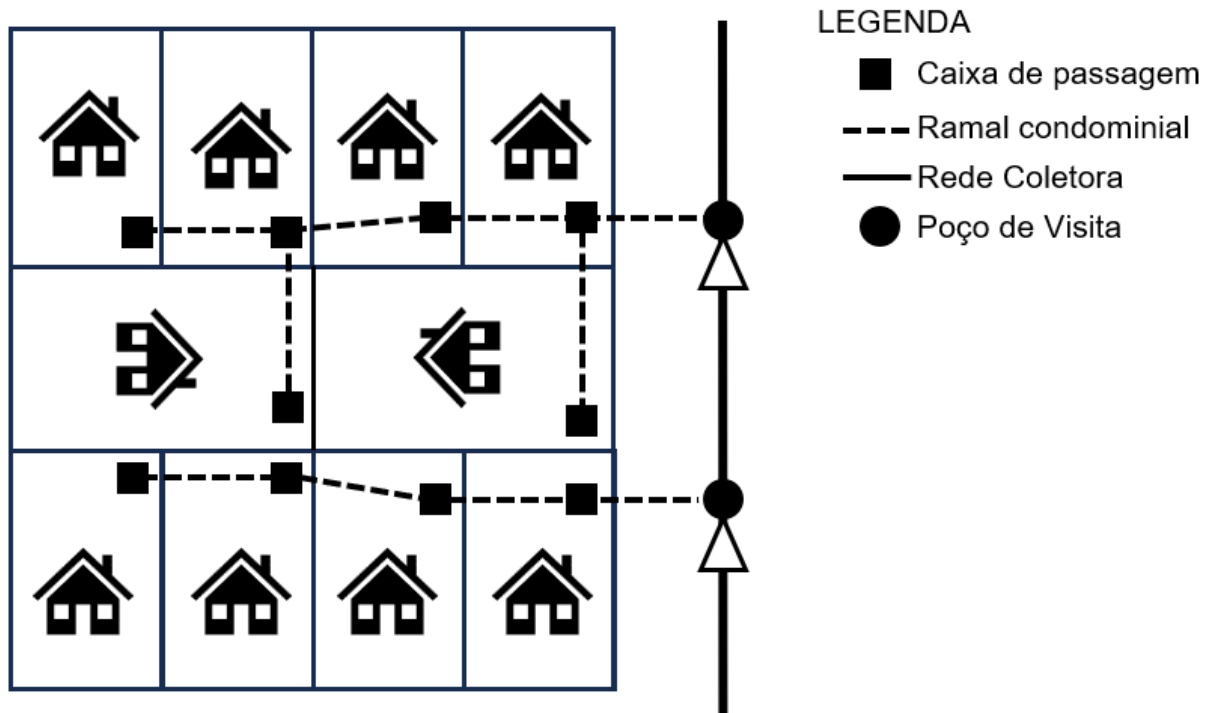 LEGENDA
Caixa de passagem
Ramal condominial
Rede Coletora
Poço de Visita